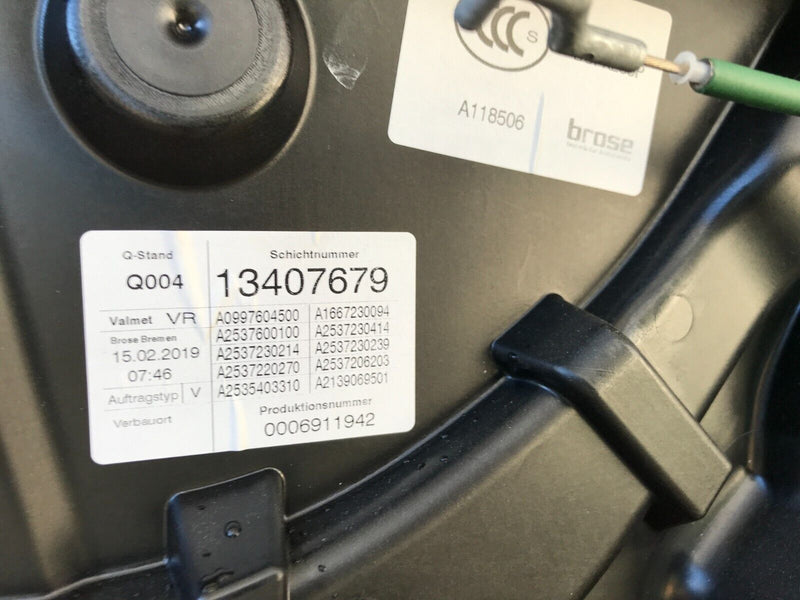 CCC S
A118506
brose
Q-Stand
Schichtnummer
Q004
13407679
Valmet VR
A0997604500 A1667230094
Brose Bremen
A2537600100 A2537230414
15.02.2019
A2537230214 A2537230239
07:46
A2537220270 A2537206203
Auftragstyp V
A2535403310 A2139069501
Verbauort
Produktionsnummer
0006911942